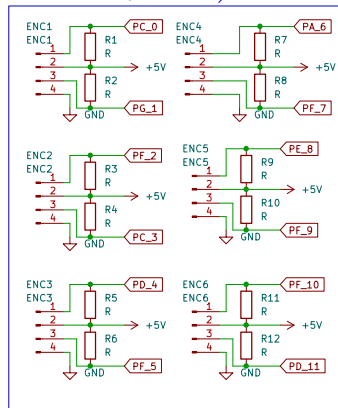 ENC1
ENC1
1
2
3
4
R1
R
R2
R
PC_0
+5V
PG_1
GND
ENC4
ENC4
1
2
3
4
R7
R
R8
R
PA_6
+5V
PF_7
GND
ENC2
ENC2
1
2
3
4
R3
R
R4
R
PF_2
+5V
PC_3
GND
ENC5
ENC5
1
2
3
4
R9
R
R10
R
PE_8
+5V
PF_9
GND
ENC3
ENC3
1
2
3
4
R5
R
R6
R
PD_4
+5V
PF_5
GND
ENC6
ENC6
1
2
3
4
R11
R
R12
R
PF_10
+5V
PD_11
GND